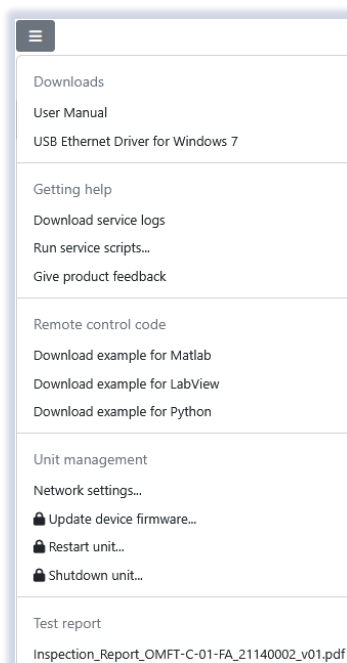 Downloads
User Manual
USB Ethernet Driver for Windows 7
Getting help
Download service logs
Run service scripts...
Give product feedback
Remote control code
Download example for Matlab
Download example for LabView
Download example for Python
Unit management
Network settings...
Update device firmware...
Restart unit...
Shutdown unit...
Test report
Inspection_Report_OMFT-C-01-FA_21140002_v01.pdf